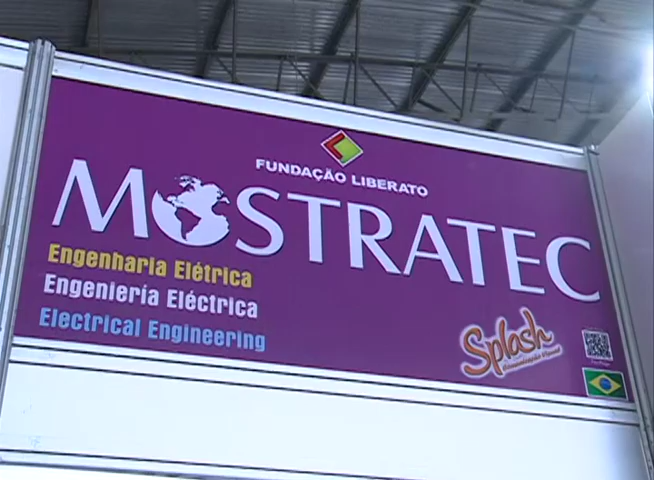 FUNDAÇÃO LIBERATO
MOSTRATEC
Engenharia Elétrica
Engeniería Eléctrica
Electrical Engineering
Splash